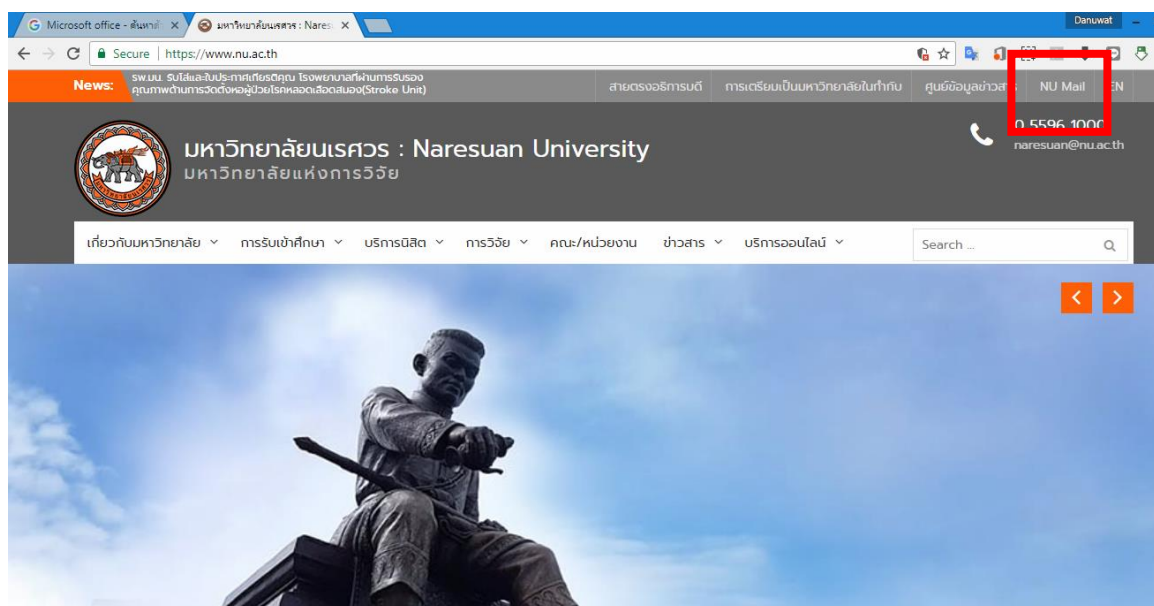 Microsoft office - ค้นหาด้
มหาวิทยาลัยนเรศวร : Nares
Danuwat
Secure | https://www.nu.ac.th
News:
รพ.มน. รับโล่และใบประกาศเกียรติคุณ โรงพยาบาลที่ผ่านการรับรอง
คุณภาพด้านการจัดตั้งหอผู้ป่วยโรคหลอดเลือดสมอง(Stroke Unit)
สายตรงอธิการบดี
การเตรียมเป็นมหาวิทยาลัยในกำกับ
ศูนย์ข้อมูลข่าวสาร
NU Mail
EN
0 5596 1000
naresuan@nu.ac.th
มหาวิทยาลัยนเรศวร : Naresuan University
มหาวิทยาลัยแห่งการวิจัย
เกี่ยวกับมหาวิทยาลัย
การรับเข้าศึกษา
บริการนิสิต
การวิจัย
คณะ/หน่วยงาน
ข่าวสาร
บริการออนไลน์
Search ...